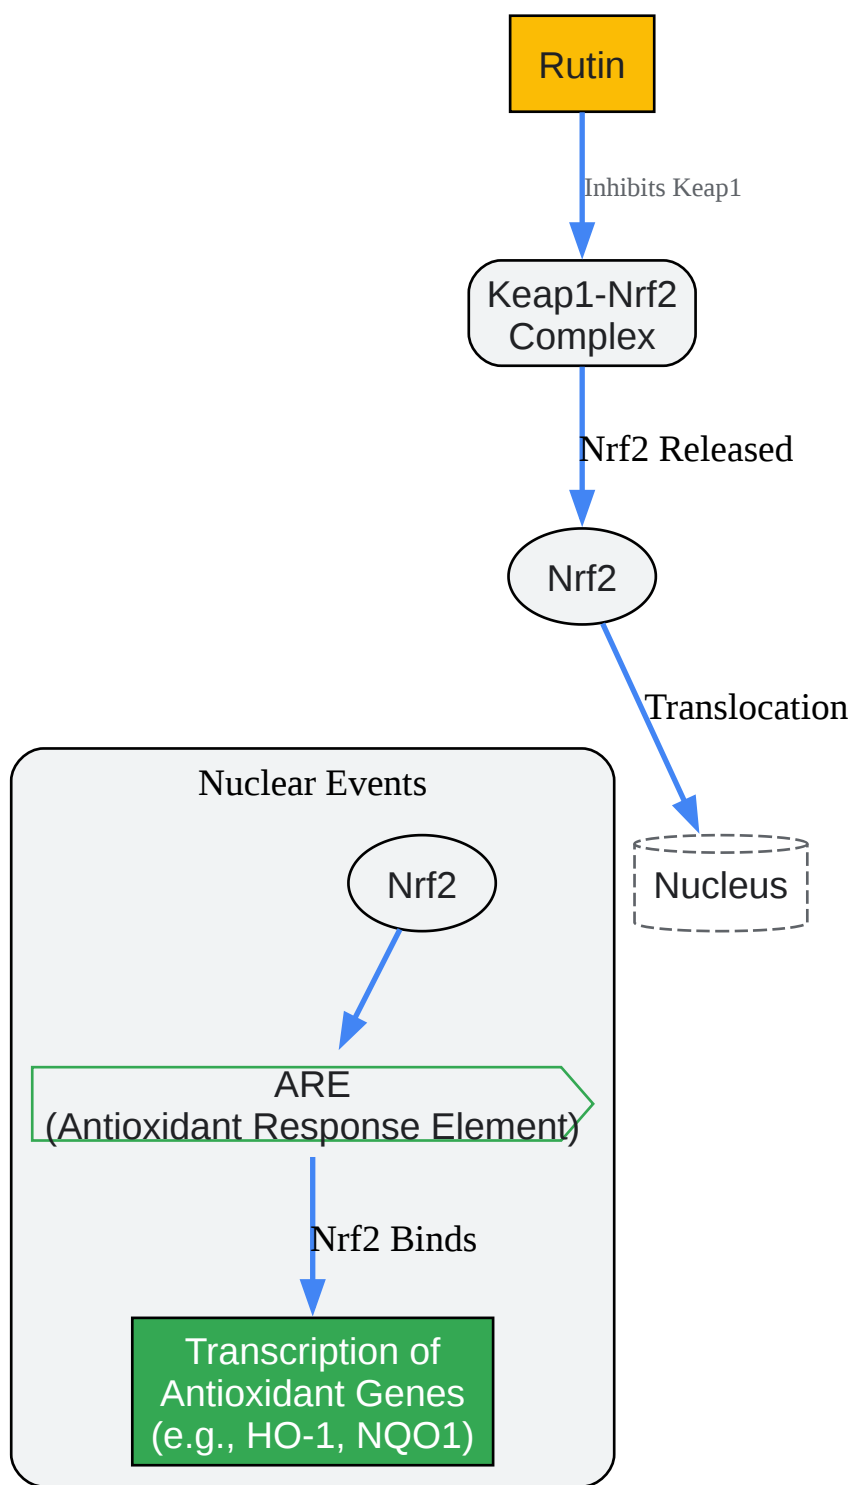 Rutin
Inhibits Keap1
Keap1-Nrf2
Complex
Nrf2 Released
Nrf2
Translocation
Nuclear Events
Nrf2
Nucleus
ARE
(Antioxidant Response Element)
Nrf2 Binds
Transcription of
Antioxidant Genes
(e.g., HO-1, NQO1)